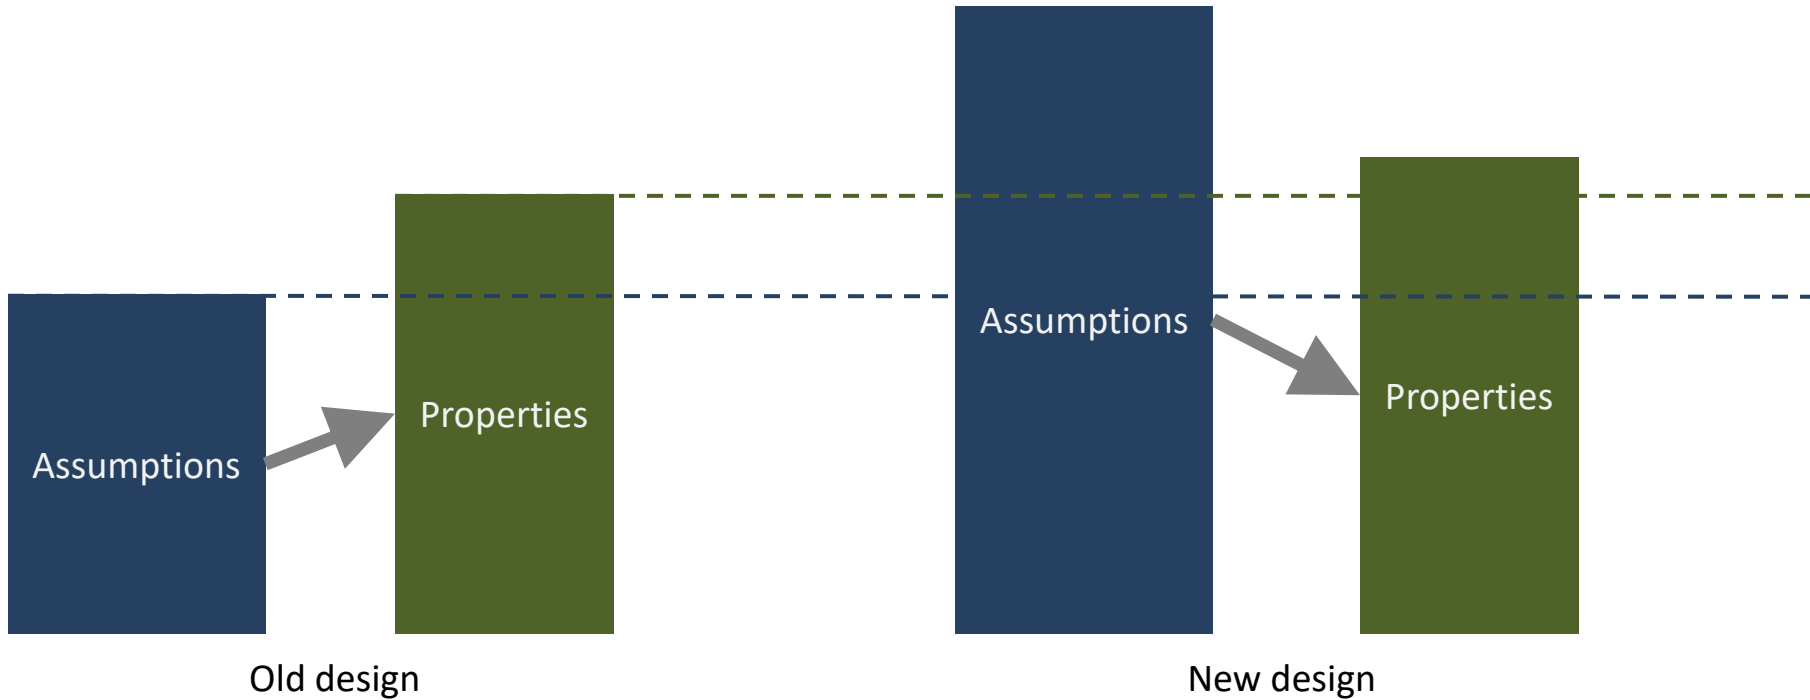 Assumptions
Properties
Old design
Assumptions
Properties
New design